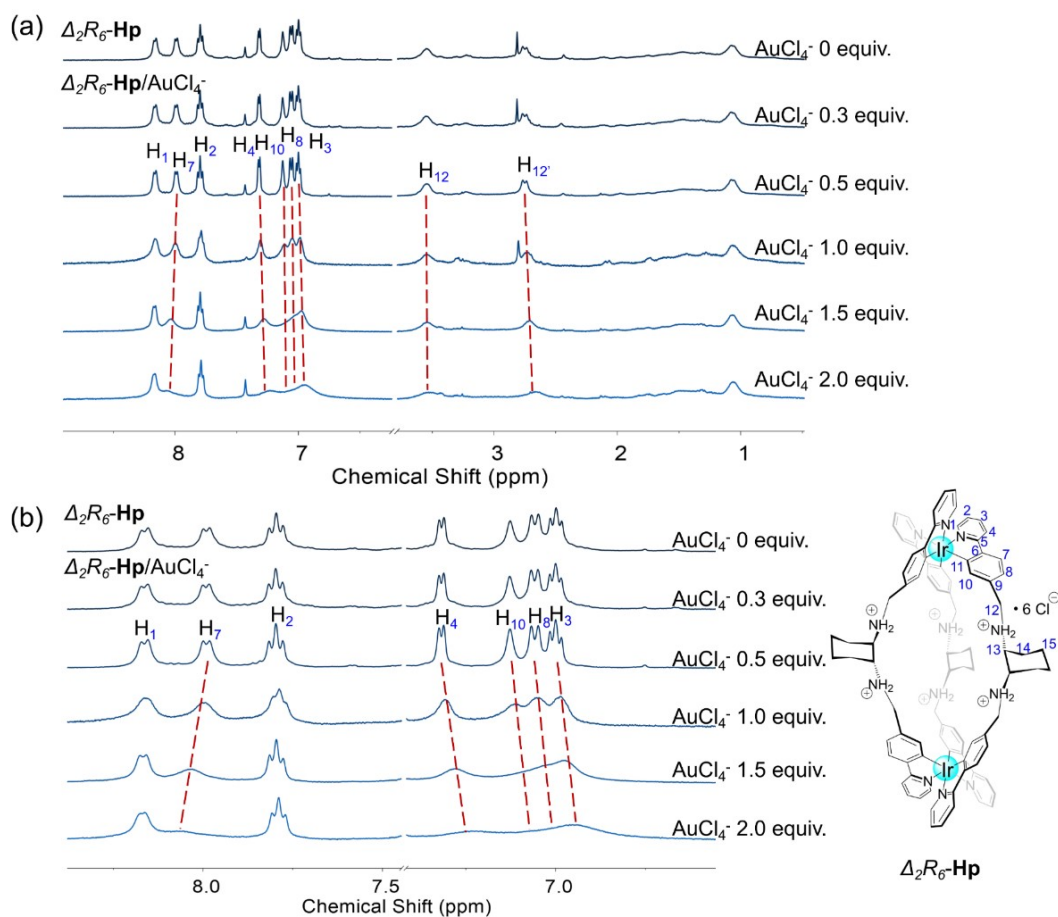 (a)
Δ₂R₆-Hp
AuCl₄⁻ 0 equiv.
Δ₂R₆-Hp/AuCl₄⁻
AuCl₄⁻ 0.3 equiv.
H₁ H₇ H₂ H₄ H₁₀ H₈ H₃ H₁₂ H₁₂'
AuCl₄⁻ 0.5 equiv.
AuCl₄⁻ 1.0 equiv.
AuCl₄⁻ 1.5 equiv.
AuCl₄⁻ 2.0 equiv.
8 7 3 2 1
Chemical Shift (ppm)
(b)
Δ₂R₆-Hp
AuCl₄⁻ 0 equiv.
Δ₂R₆-Hp/AuCl₄⁻
AuCl₄⁻ 0.3 equiv.
H₁ H₇ H₂ H₄ H₁₀ H₈ H₃
AuCl₄⁻ 0.5 equiv.
AuCl₄⁻ 1.0 equiv.
AuCl₄⁻ 1.5 equiv.
AuCl₄⁻ 2.0 equiv.
8.0 7.5 7.0
Chemical Shift (ppm)
N 1 2 3
Ir N 4
5
6 7
11 8
10 9
12
• 6 Cl⊖
⊕ NH₂ ⊕ NH₂ ⊕ NH₂
13 14 15
⊕ NH₂ ⊕ NH₂ ⊕ NH₂
Ir N N N
Δ₂R₆-Hp